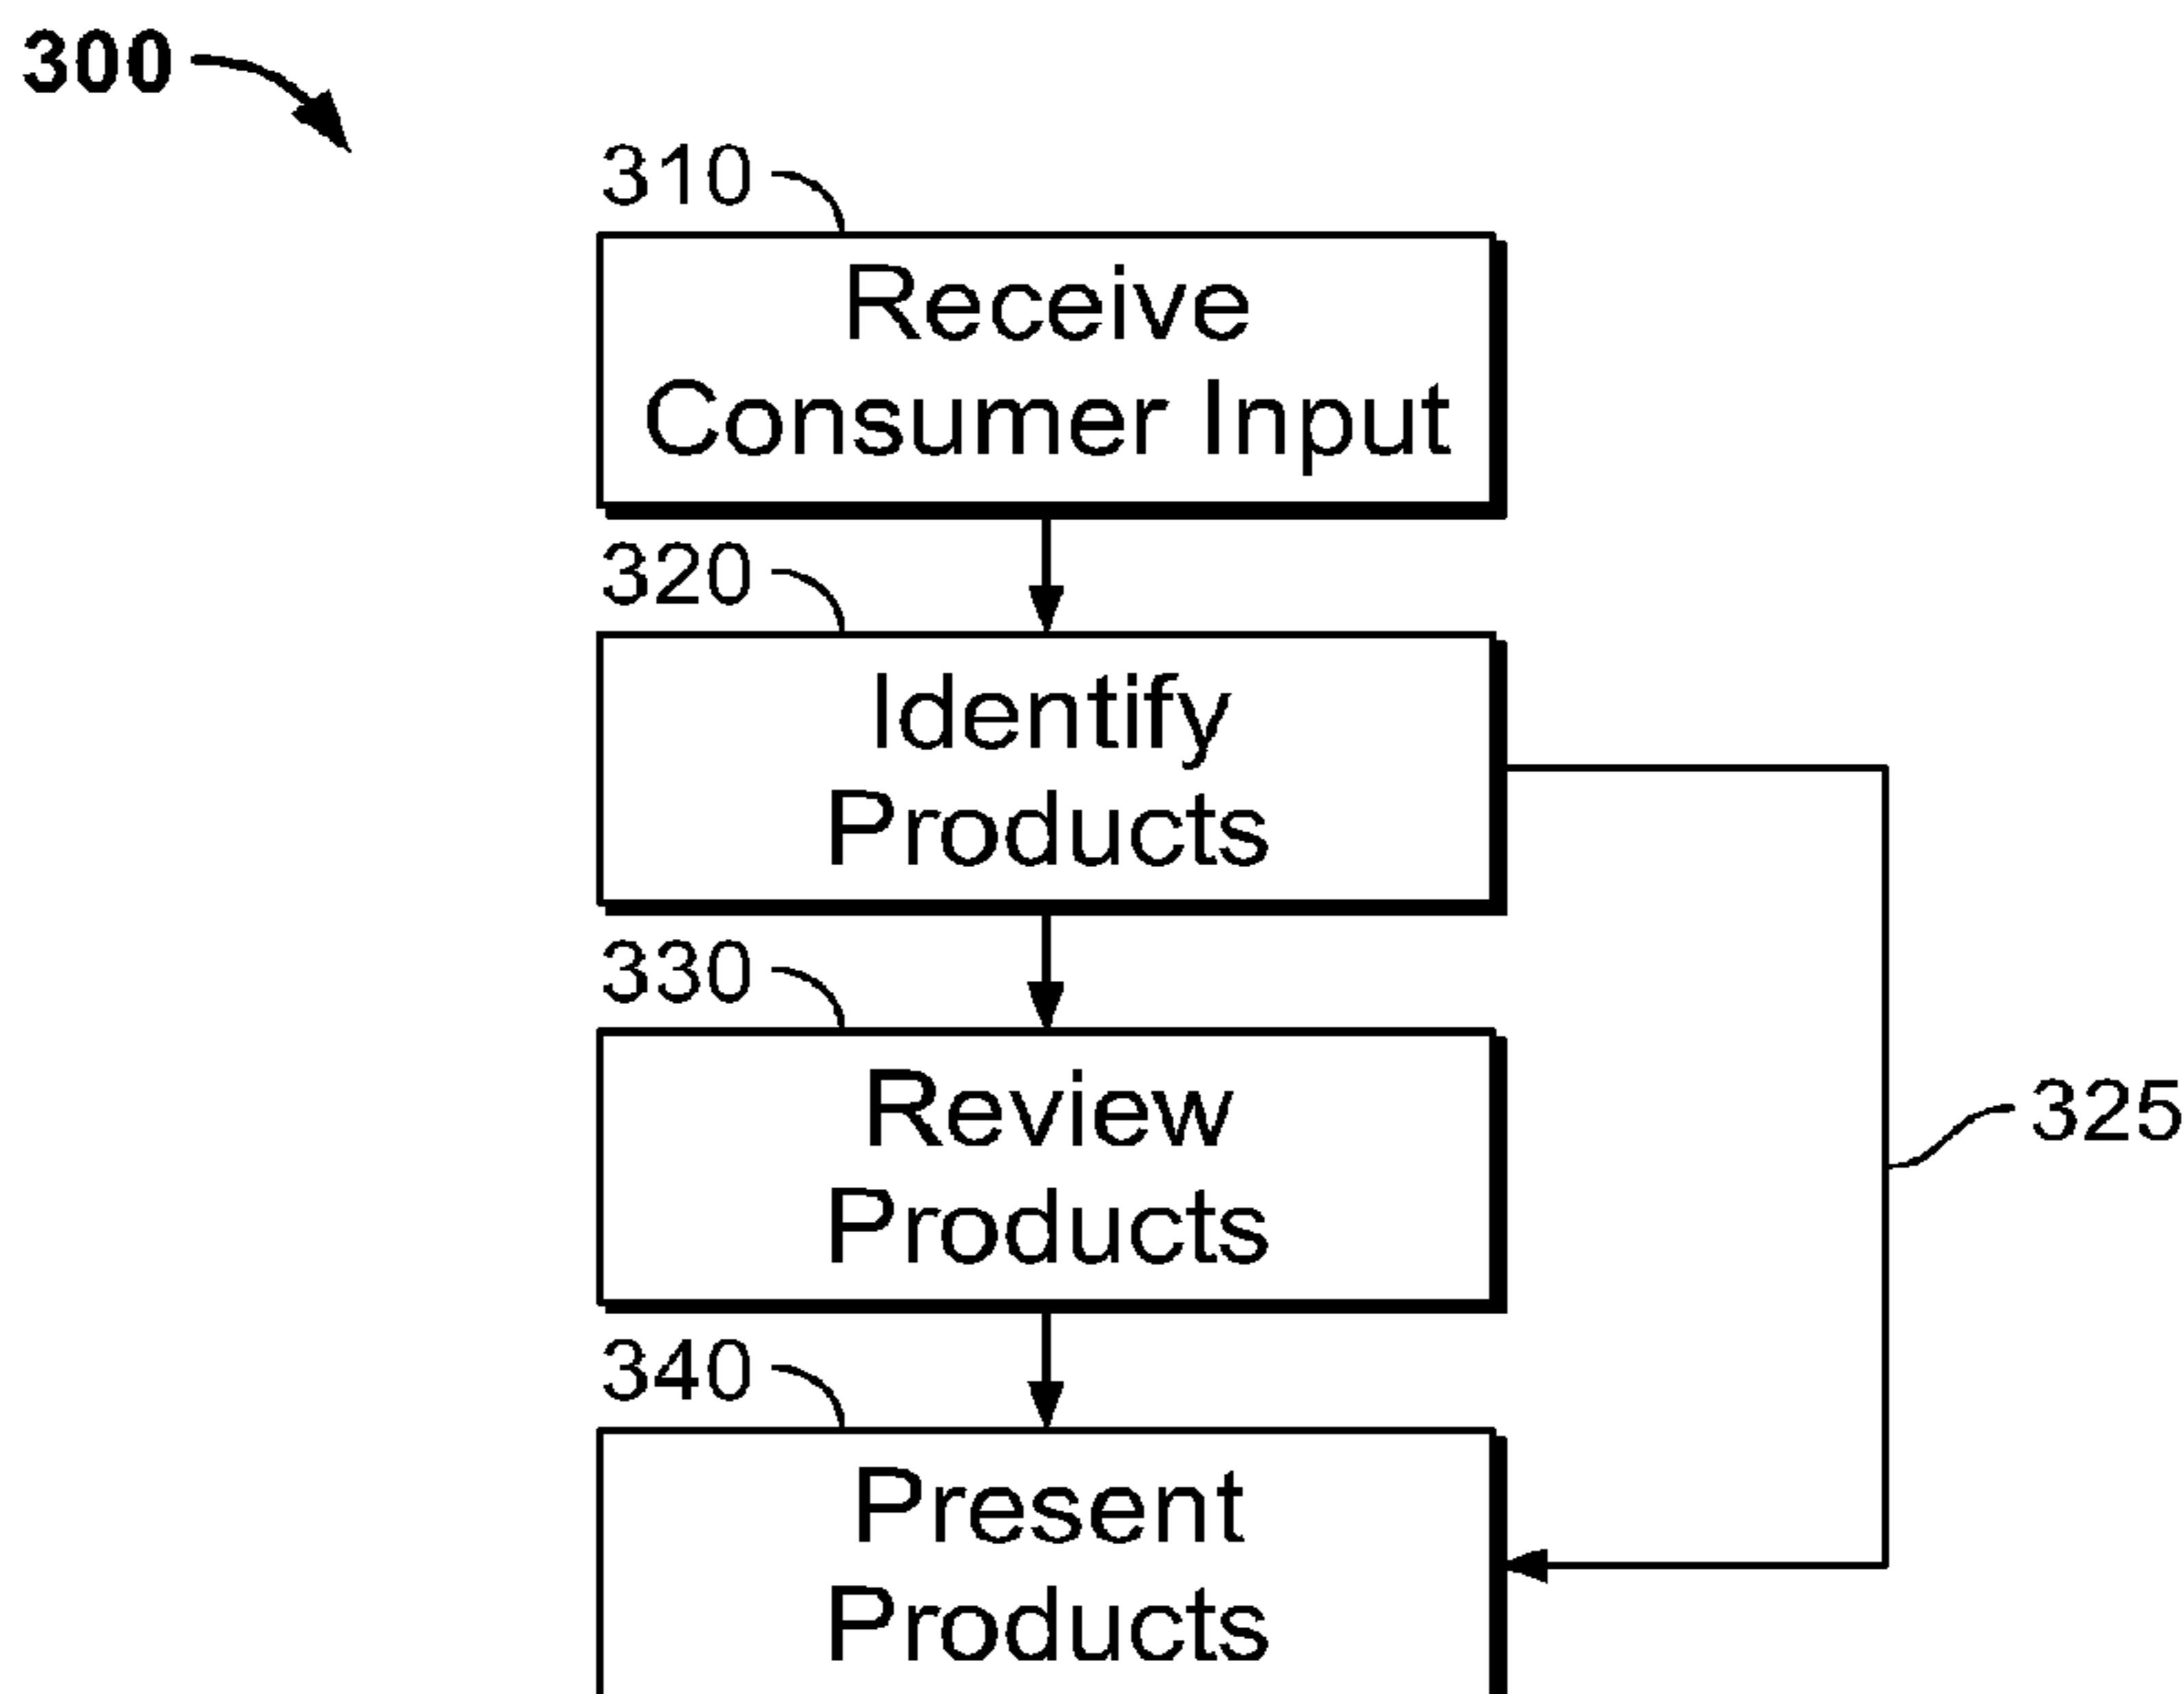 300
310
Receive
Consumer Input
320
Identify
Products
330
Review
Products
325
340
Present
Products